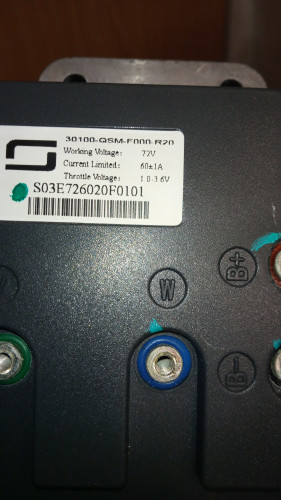 30100-QSM-F000-R20
Working Voltage: 72V
Current Limited: 60±1A
Throttle Voltage: 1.0-3.6V
S03E726020F0101
W
B+
B-